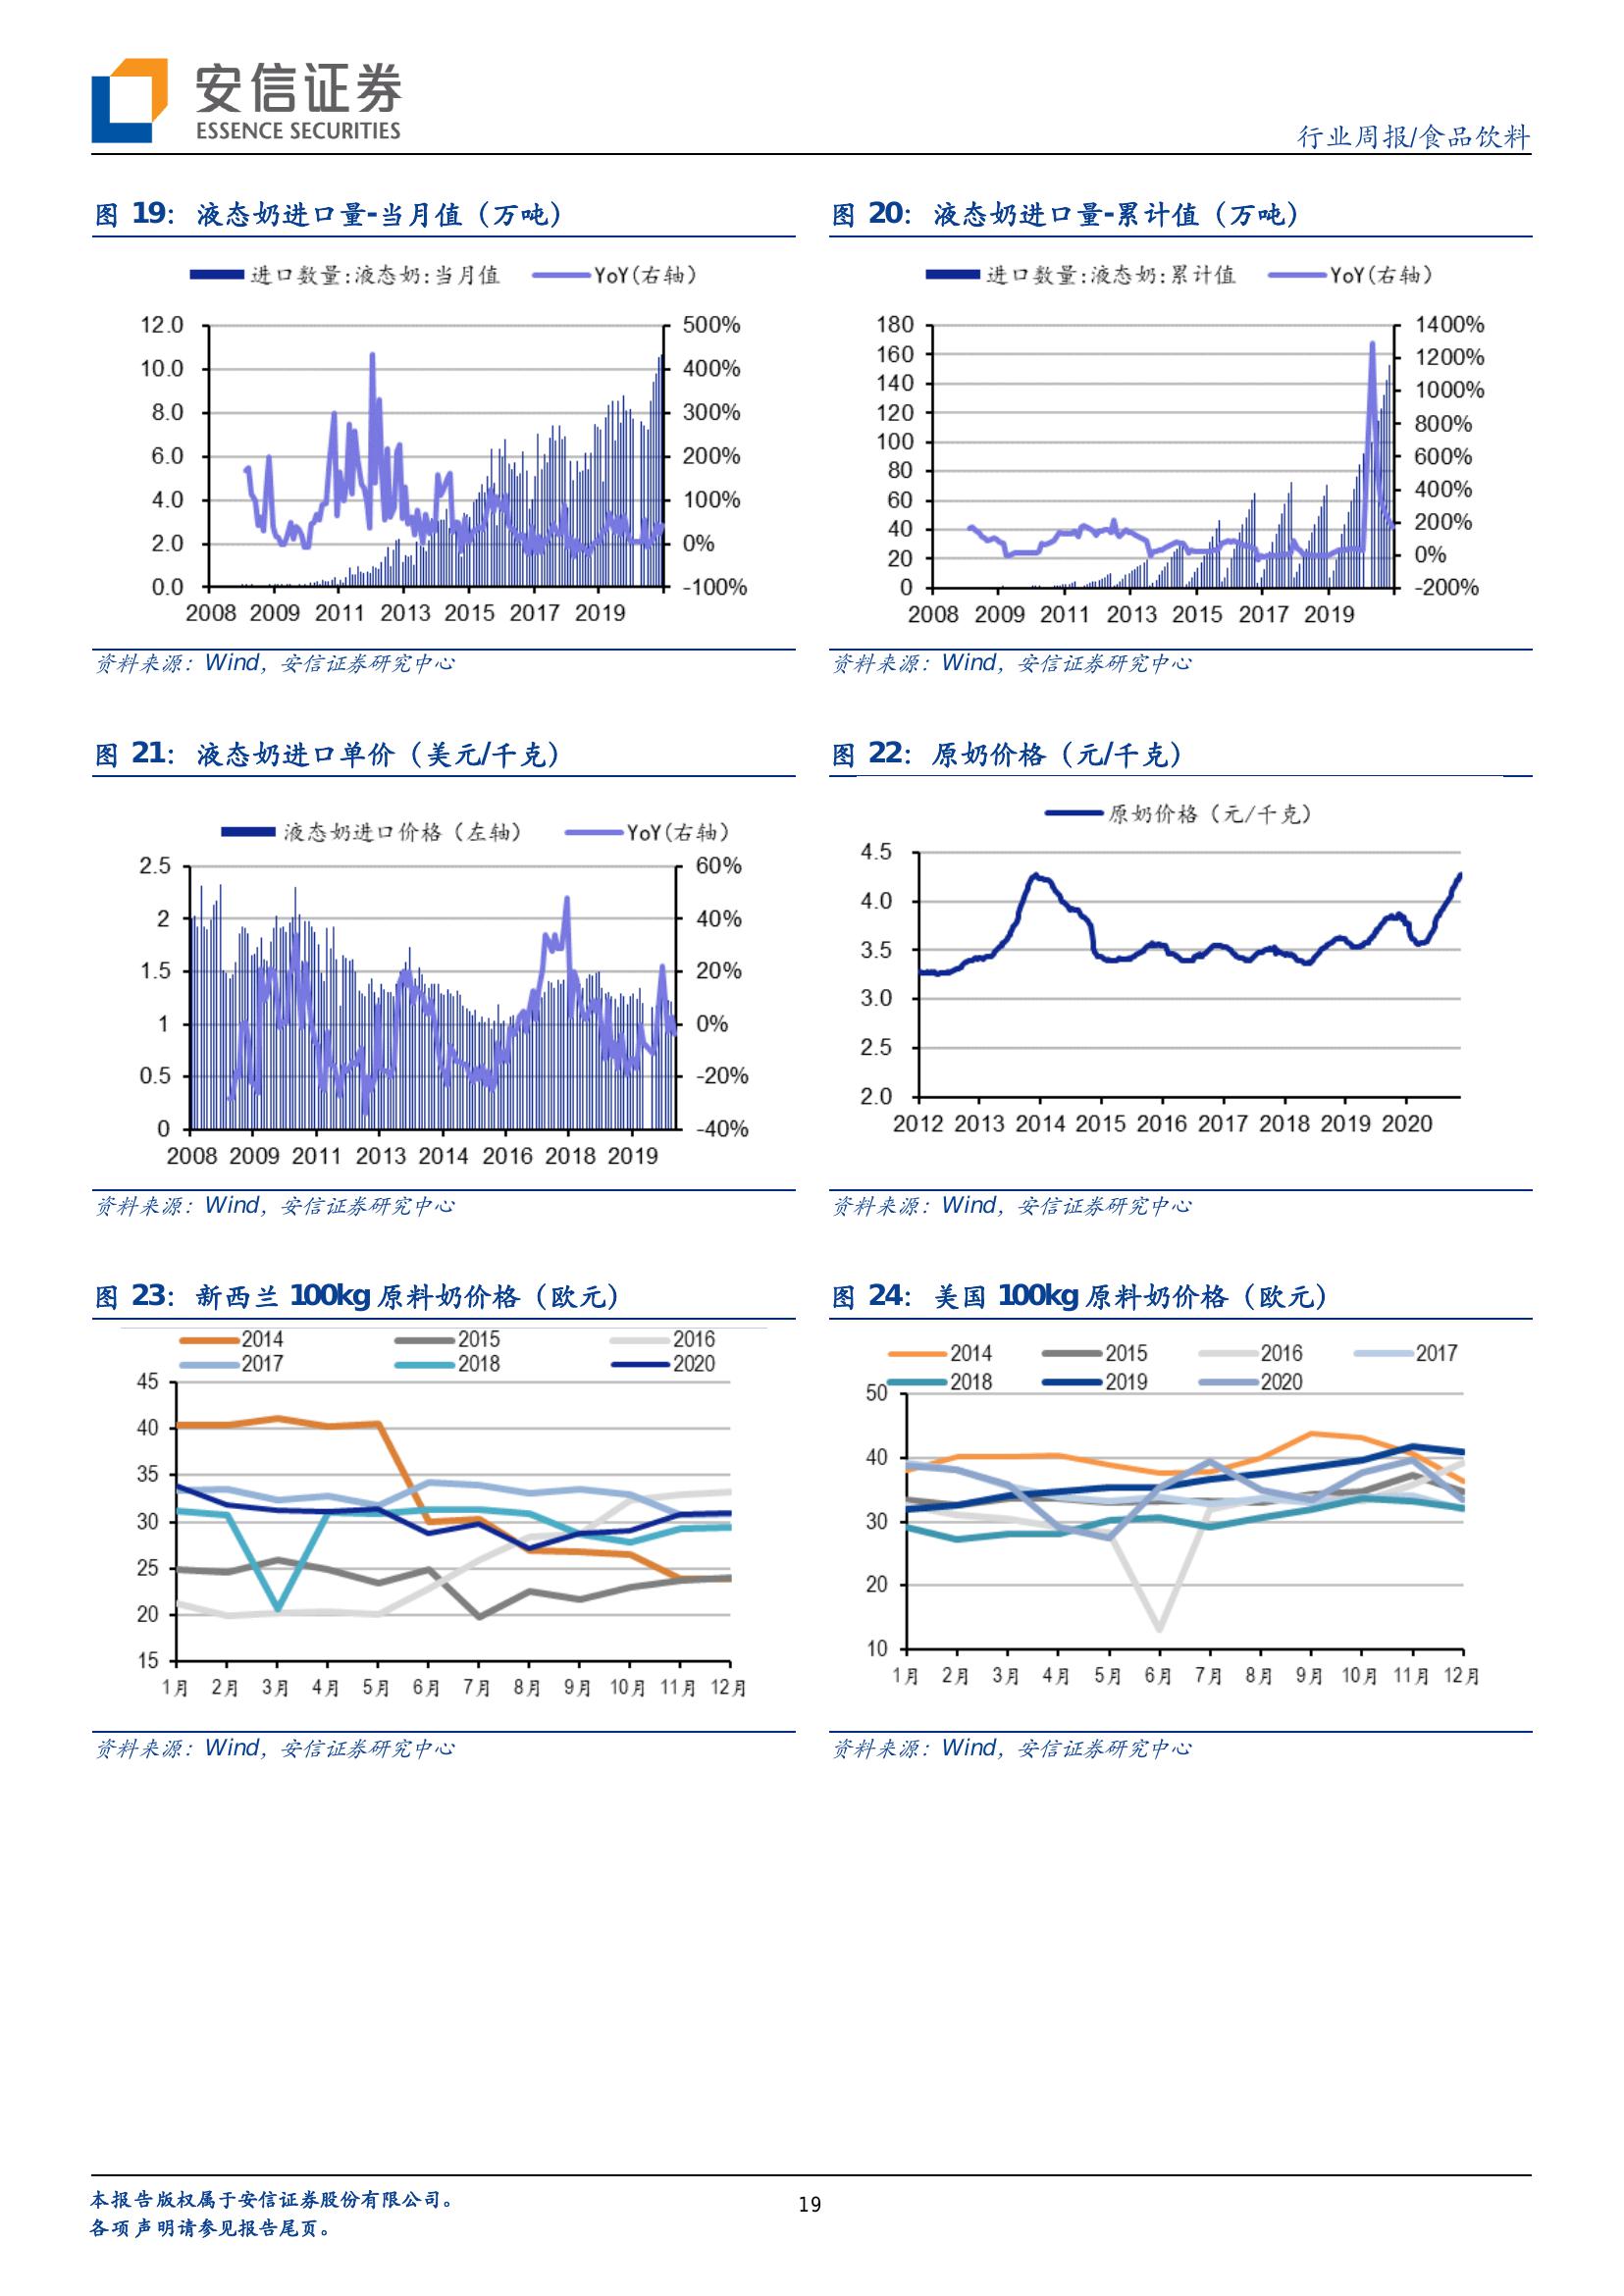 安信证券
ESSENCE SECURITIES
行业周报/食品饮料
图 19：液态奶进口量-当月值（万吨）
进口数量:液态奶:当月值 YoY(右轴)
12.0 500%
10.0 400%
8.0 300%
6.0 200%
4.0 100%
2.0 0%
0.0 -100%
2008 2009 2011 2013 2015 2017 2019
资料来源：Wind，安信证券研究中心
图 20：液态奶进口量-累计值（万吨）
进口数量:液态奶:累计值 YoY(右轴)
180 1400%
160 1200%
140 1000%
120 800%
100 600%
80 400%
60 200%
40 0%
20 -200%
0
2008 2009 2011 2013 2015 2017 2019
资料来源：Wind，安信证券研究中心
图 21：液态奶进口单价（美元/千克）
液态奶进口价格（左轴） YoY(右轴)
2.5 60%
2 40%
1.5 20%
1 0%
0.5 -20%
0 -40%
2008 2009 2011 2013 2014 2016 2018 2019
资料来源：Wind，安信证券研究中心
图 22：原奶价格（元/千克）
原奶价格（元/千克）
4.5
4.0
3.5
3.0
2.5
2.0
2012 2013 2014 2015 2016 2017 2018 2019 2020
资料来源：Wind，安信证券研究中心
图 23：新西兰 100kg 原料奶价格（欧元）
2014 2015 2016
2017 2018 2020
45
40
35
30
25
20
15
1月 2月 3月 4月 5月 6月 7月 8月 9月 10月 11月 12月
资料来源：Wind，安信证券研究中心
图 24：美国 100kg 原料奶价格（欧元）
2014 2015 2016 2017
2018 2019 2020
50
40
30
20
10
1月 2月 3月 4月 5月 6月 7月 8月 9月 10月 11月 12月
资料来源：Wind，安信证券研究中心
本报告版权属于安信证券股份有限公司。
各项声明请参见报告尾页。
19